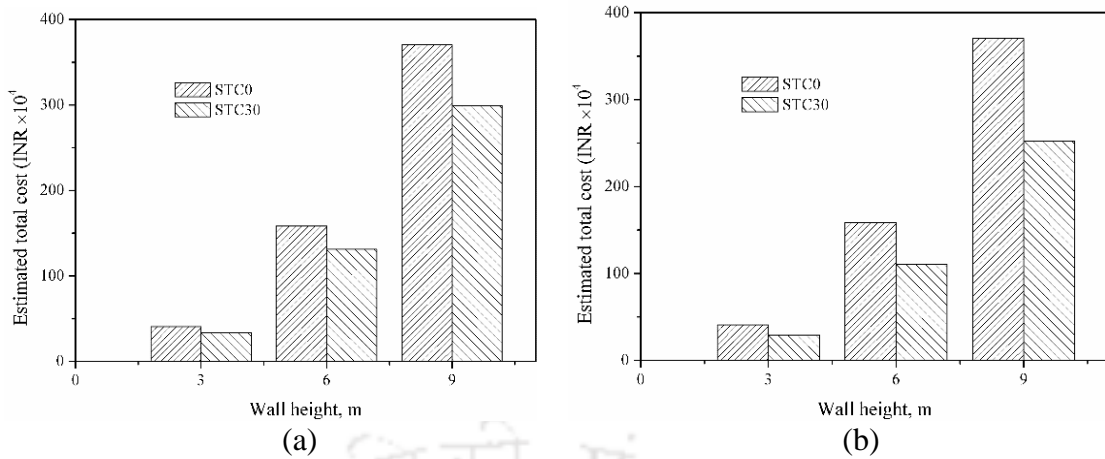 400
300
200
100
0
Estimated total cost (INR ×10⁴)
STC0
STC30
0
3
6
9
Wall height, m
(a)
400
300
200
100
0
Estimated total cost (INR ×10⁴)
STC0
STC30
0
3
6
9
Wall height, m
(b)